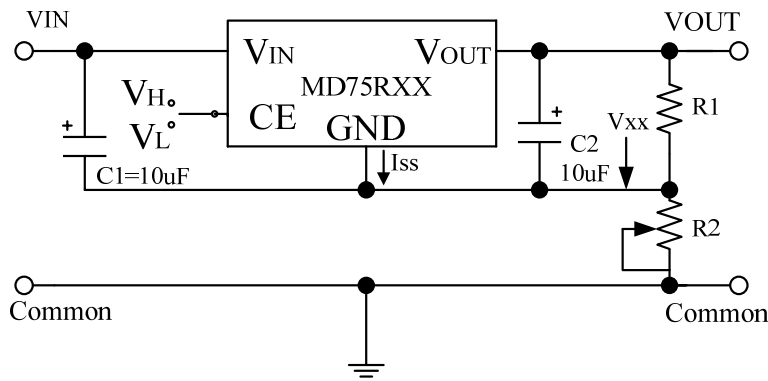 VIN
VOUT
VIN
VOUT
MD75RXX
VH
CE
VL
GND
+
+
C1=10uF
Iss
C2
10uF
Vxx
R1
R2
Common
Common